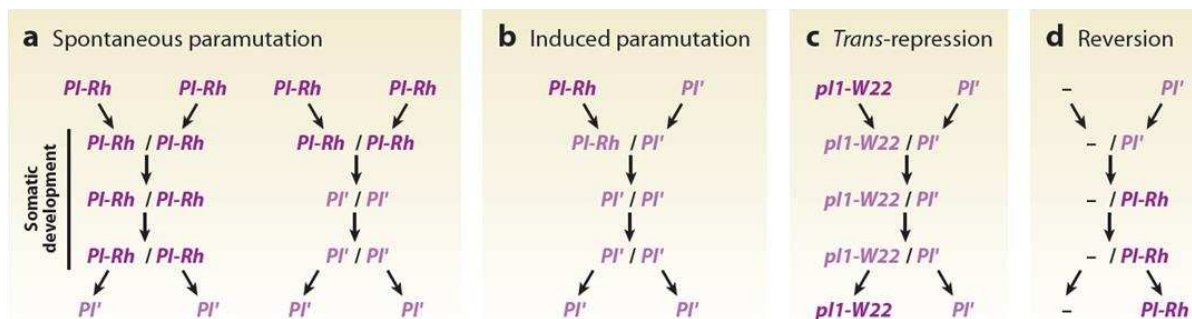 a Spontaneous paramutation
Pl-Rh Pl-Rh Pl-Rh Pl-Rh
Pl-Rh / Pl-Rh Pl-Rh / Pl-Rh
Pl-Rh / Pl-Rh Pl' / Pl'
Pl-Rh / Pl-Rh Pl' / Pl'
Pl' Pl' Pl' Pl'
Somatic
development
b Induced paramutation
Pl-Rh Pl'
Pl-Rh / Pl'
Pl' / Pl'
Pl' / Pl'
Pl' Pl'
c Trans-repression
pl1-W22 Pl'
pl1-W22 / Pl'
pl1-W22 / Pl'
pl1-W22 / Pl'
pl1-W22 Pl'
d Reversion
– Pl'
– / Pl'
– / Pl-Rh
– / Pl-Rh
– Pl-Rh